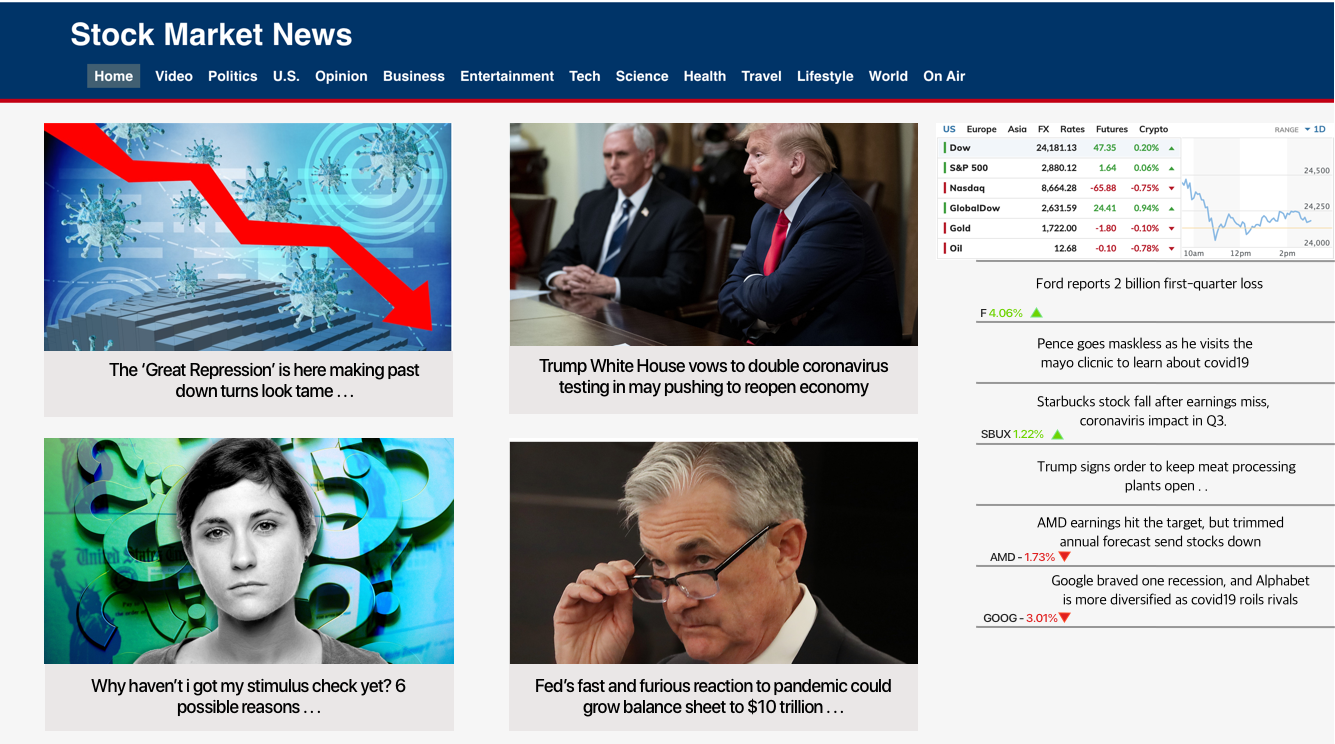 Stock Market News
Home Video Politics U.S. Opinion Business Entertainment Tech Science Health Travel Lifestyle World On Air
The ‘Great Repression’ is here making past
down turns look tame . . .
Trump White House vows to double coronavirus
testing in may pushing to reopen economy
United States
Why haven’t i got my stimulus check yet? 6
possible reasons . . .
Fed’s fast and furious reaction to pandemic could
grow balance sheet to $10 trillion . . .
US Europe Asia FX Rates Futures Crypto RANGE 1D
Dow 24,181.13 47.35 0.20%
S&P 500 2,880.12 1.64 0.06%
Nasdaq 8,664.28 -65.88 -0.75%
GlobalDow 2,631.59 24.41 0.94%
Gold 1,722.00 -1.80 -0.10%
Oil 12.68 -0.10 -0.78%
24,500
24,250
24,000
10am 12pm 2pm
Ford reports 2 billion first-quarter loss
F 4.06%
Pence goes maskless as he visits the
mayo clicnic to learn about covid19
Starbucks stock fall after earnings miss,
coronaviris impact in Q3.
SBUX 1.22%
Trump signs order to keep meat processing
plants open . .
AMD earnings hit the target, but trimmed
annual forecast send stocks down
AMD - 1.73%
Google braved one recession, and Alphabet
is more diversified as covid19 roils rivals
GOOG - 3.01%